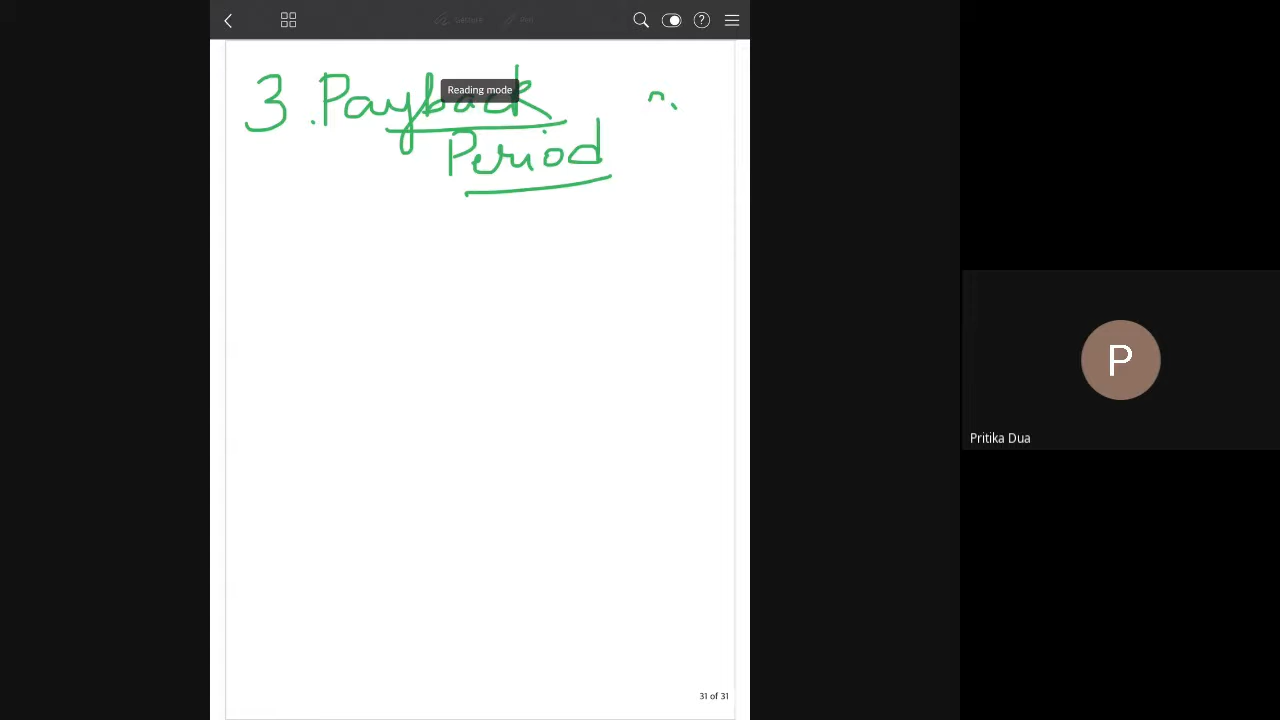 3. Payback
Reading mode
Period
31 of 31
P
Pritika Dua